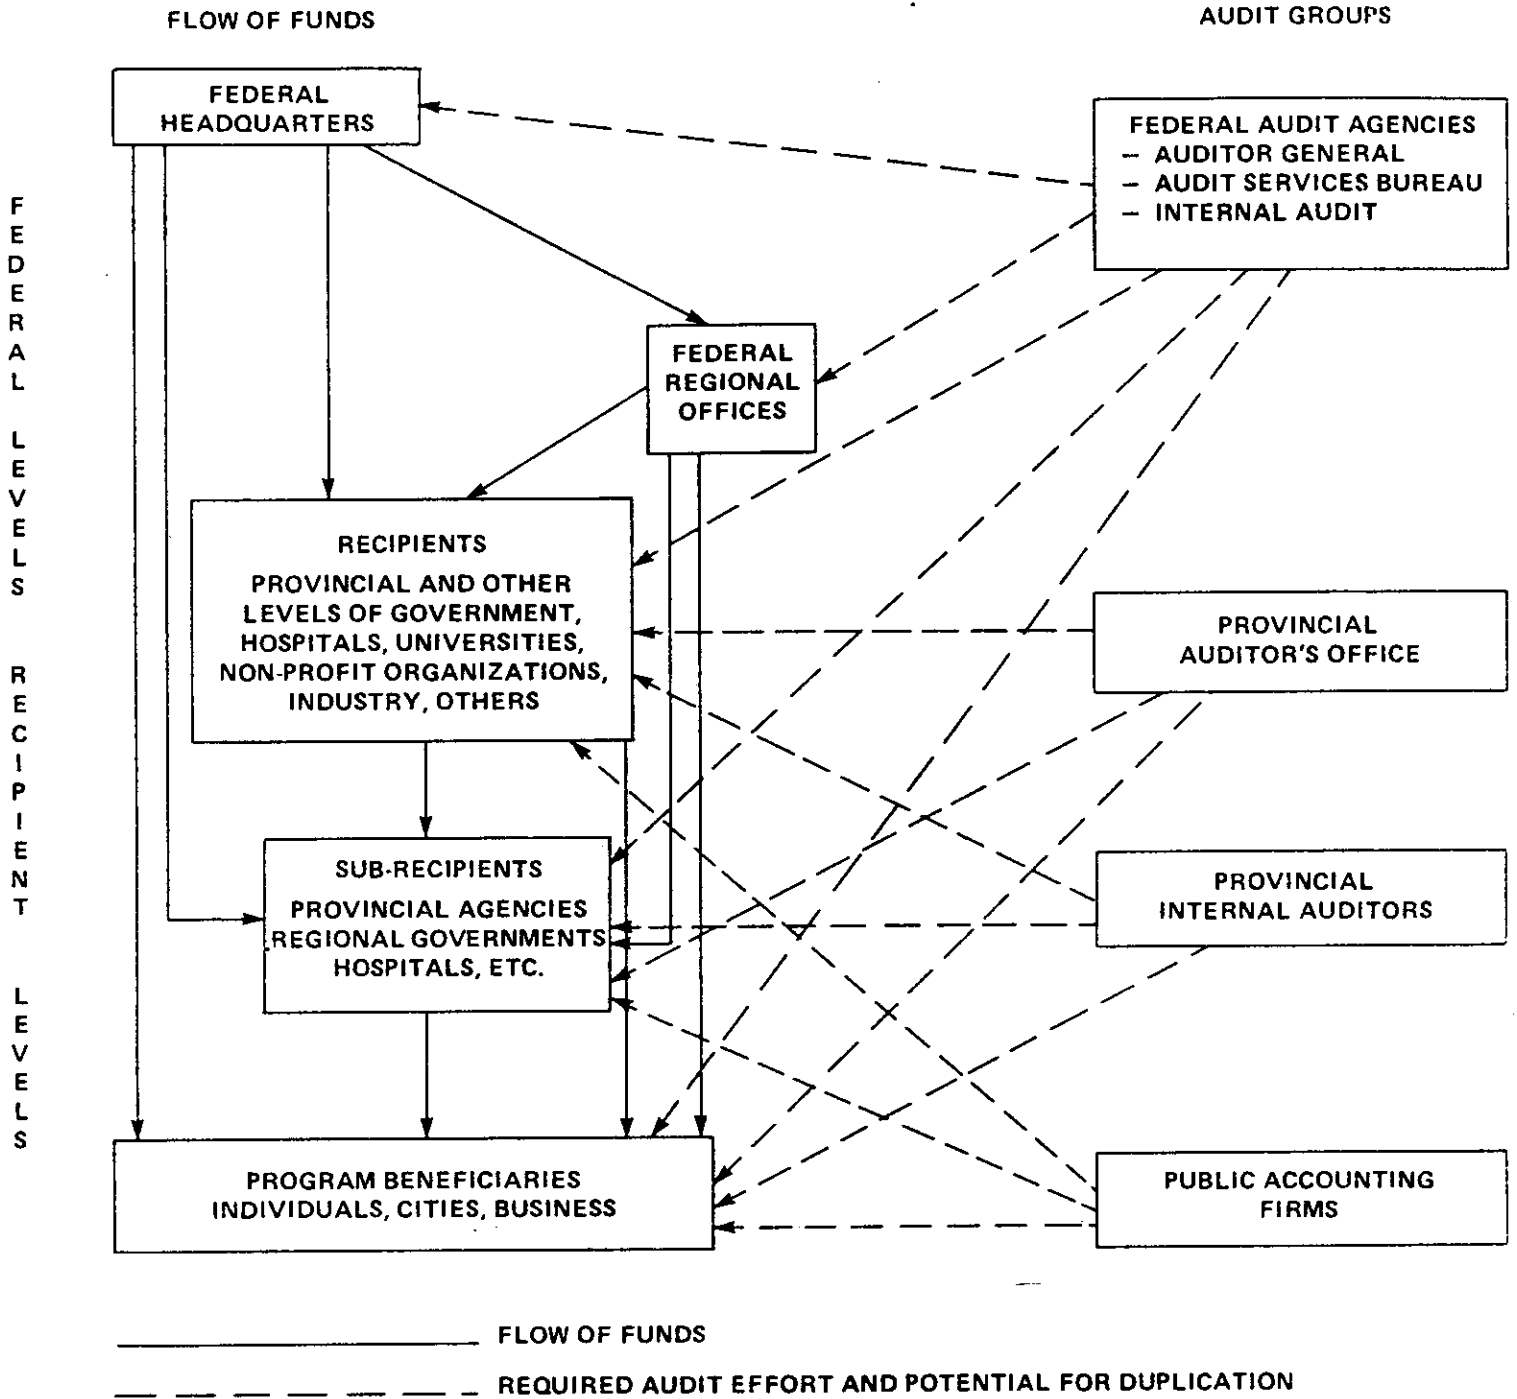 FLOW OF FUNDS
AUDIT GROUPS
FEDERAL
HEADQUARTERS
FEDERAL AUDIT AGENCIES
– AUDITOR GENERAL
– AUDIT SERVICES BUREAU
– INTERNAL AUDIT
FEDERAL LEVELS
FEDERAL
REGIONAL
OFFICES
RECIPIENTS
PROVINCIAL AND OTHER
LEVELS OF GOVERNMENT,
HOSPITALS, UNIVERSITIES,
NON-PROFIT ORGANIZATIONS,
INDUSTRY, OTHERS
PROVINCIAL
AUDITOR'S OFFICE
RECIPIENT LEVELS
SUB-RECIPIENTS
PROVINCIAL AGENCIES
REGIONAL GOVERNMENTS
HOSPITALS, ETC.
PROVINCIAL
INTERNAL AUDITORS
PROGRAM BENEFICIARIES
INDIVIDUALS, CITIES, BUSINESS
PUBLIC ACCOUNTING
FIRMS
FLOW OF FUNDS
REQUIRED AUDIT EFFORT AND POTENTIAL FOR DUPLICATION